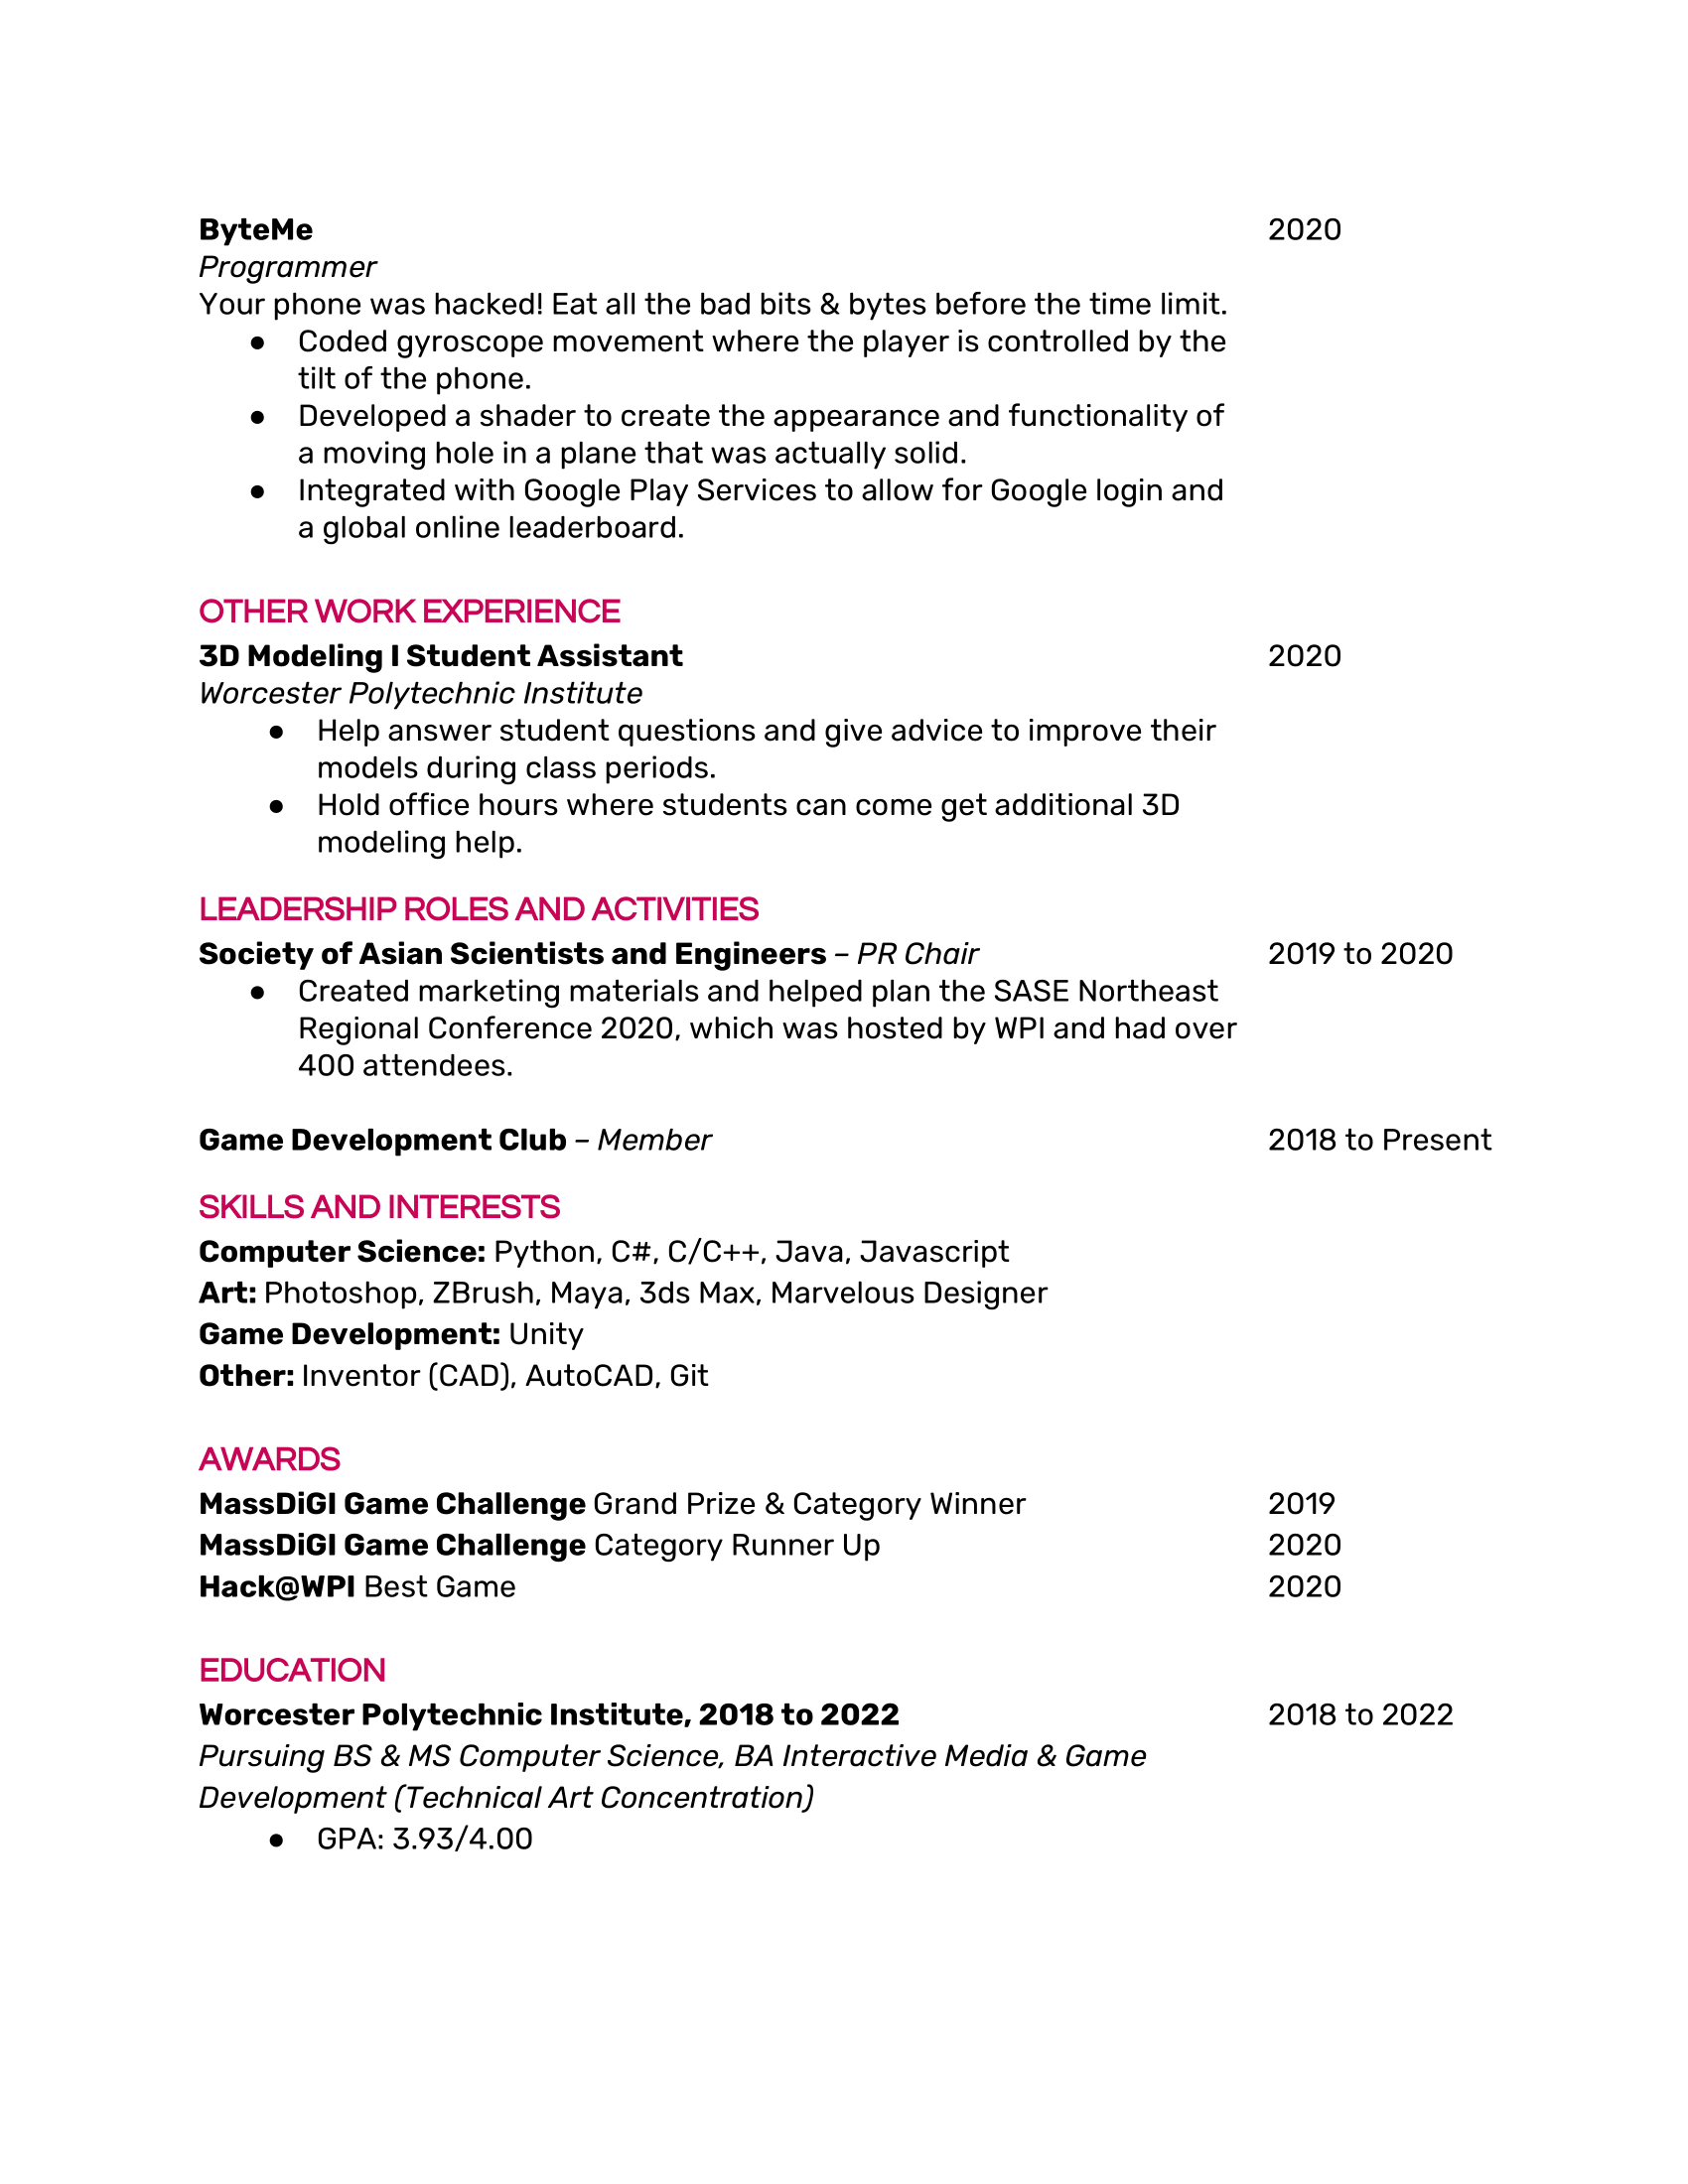 ByteMe 2020
Programmer
Your phone was hacked! Eat all the bad bits & bytes before the time limit.
● Coded gyroscope movement where the player is controlled by the
tilt of the phone.
● Developed a shader to create the appearance and functionality of
a moving hole in a plane that was actually solid.
● Integrated with Google Play Services to allow for Google login and
a global online leaderboard.
OTHER WORK EXPERIENCE
3D Modeling I Student Assistant 2020
Worcester Polytechnic Institute
● Help answer student questions and give advice to improve their
models during class periods.
● Hold office hours where students can come get additional 3D
modeling help.
LEADERSHIP ROLES AND ACTIVITIES
Society of Asian Scientists and Engineers – PR Chair 2019 to 2020
● Created marketing materials and helped plan the SASE Northeast
Regional Conference 2020, which was hosted by WPI and had over
400 attendees.
Game Development Club – Member 2018 to Present
SKILLS AND INTERESTS
Computer Science: Python, C#, C/C++, Java, Javascript
Art: Photoshop, ZBrush, Maya, 3ds Max, Marvelous Designer
Game Development: Unity
Other: Inventor (CAD), AutoCAD, Git
AWARDS
MassDiGI Game Challenge Grand Prize & Category Winner 2019
MassDiGI Game Challenge Category Runner Up 2020
Hack@WPI Best Game 2020
EDUCATION
Worcester Polytechnic Institute, 2018 to 2022 2018 to 2022
Pursuing BS & MS Computer Science, BA Interactive Media & Game
Development (Technical Art Concentration)
● GPA: 3.93/4.00